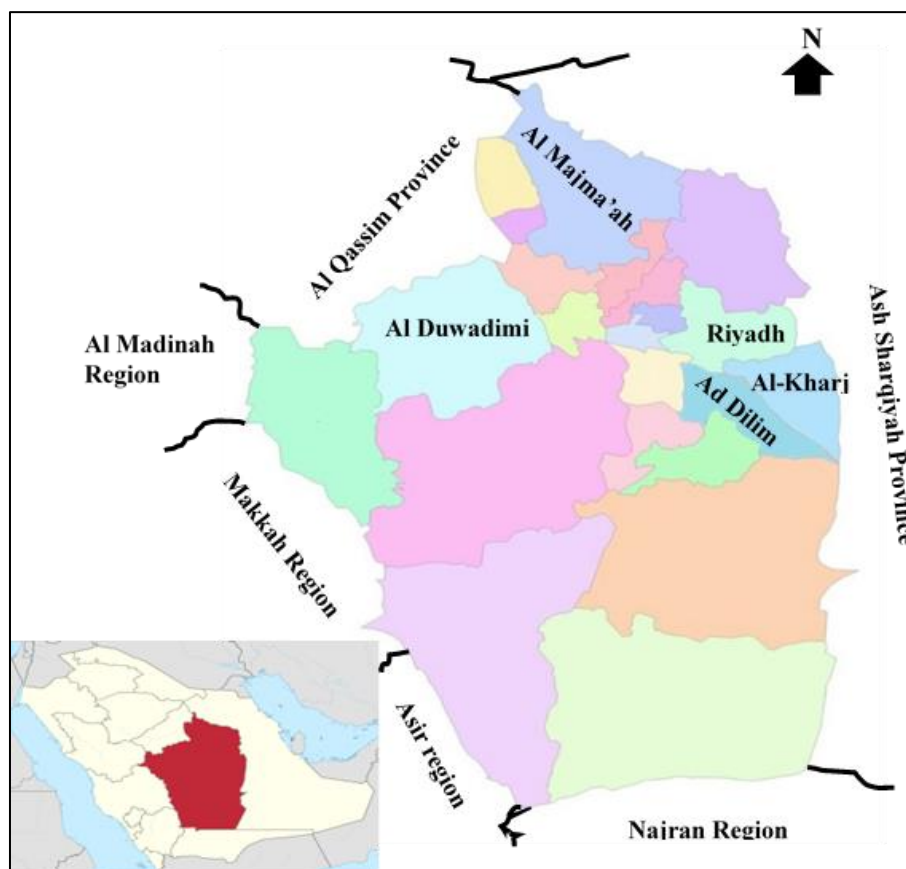 N
Al Majma’ah
Al Qassim Province
Al Duwadimi
Al Madinah
Region
Riyadh
Al-Kharj
Ad Dilim
Ash Sharqiyah Province
Makkah Region
Asir region
Najran Region